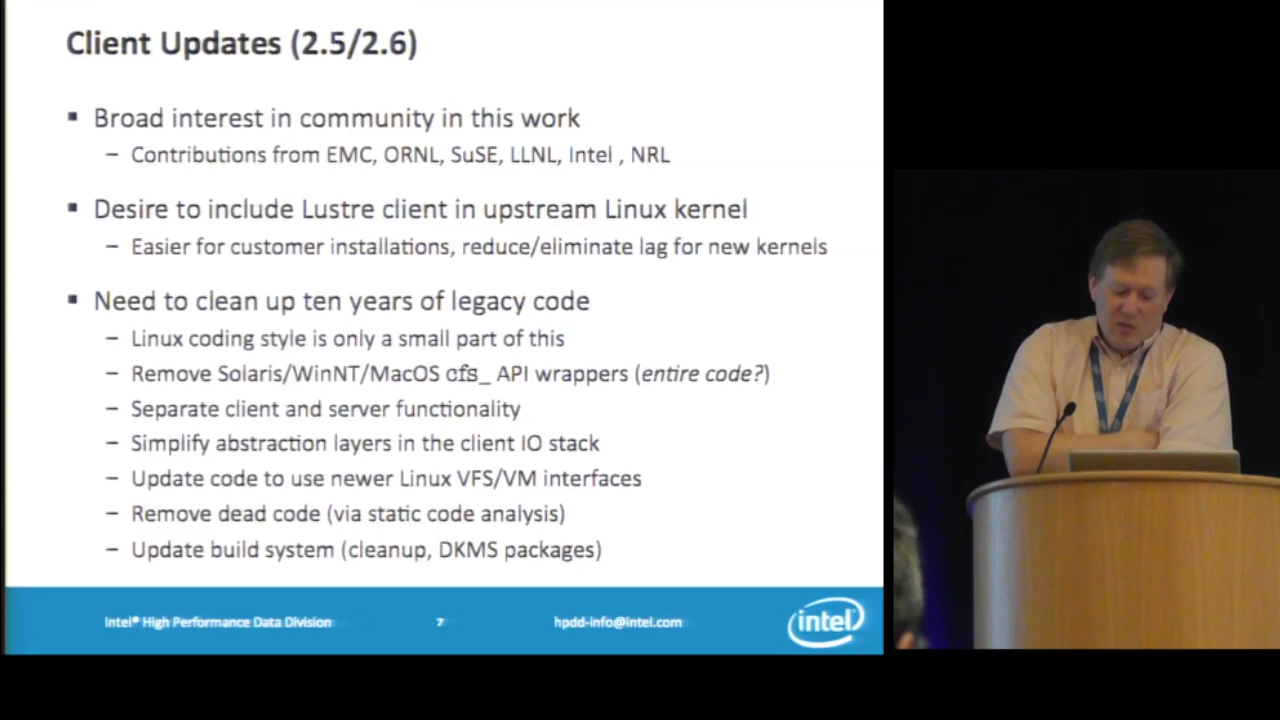 Client Updates (2.5/2.6)
Broad interest in community in this work
– Contributions from EMC, ORNL, SuSE, LLNL, Intel , NRL
Desire to include Lustre client in upstream Linux kernel
– Easier for customer installations, reduce/eliminate lag for new kernels
Need to clean up ten years of legacy code
– Linux coding style is only a small part of this
– Remove Solaris/WinNT/MacOS cfs_ API wrappers (entire code?)
– Separate client and server functionality
– Simplify abstraction layers in the client IO stack
– Update code to use newer Linux VFS/VM interfaces
– Remove dead code (via static code analysis)
– Update build system (cleanup, DKMS packages)
Intel® High Performance Data Division 7 hpdd-info@intel.com
intel